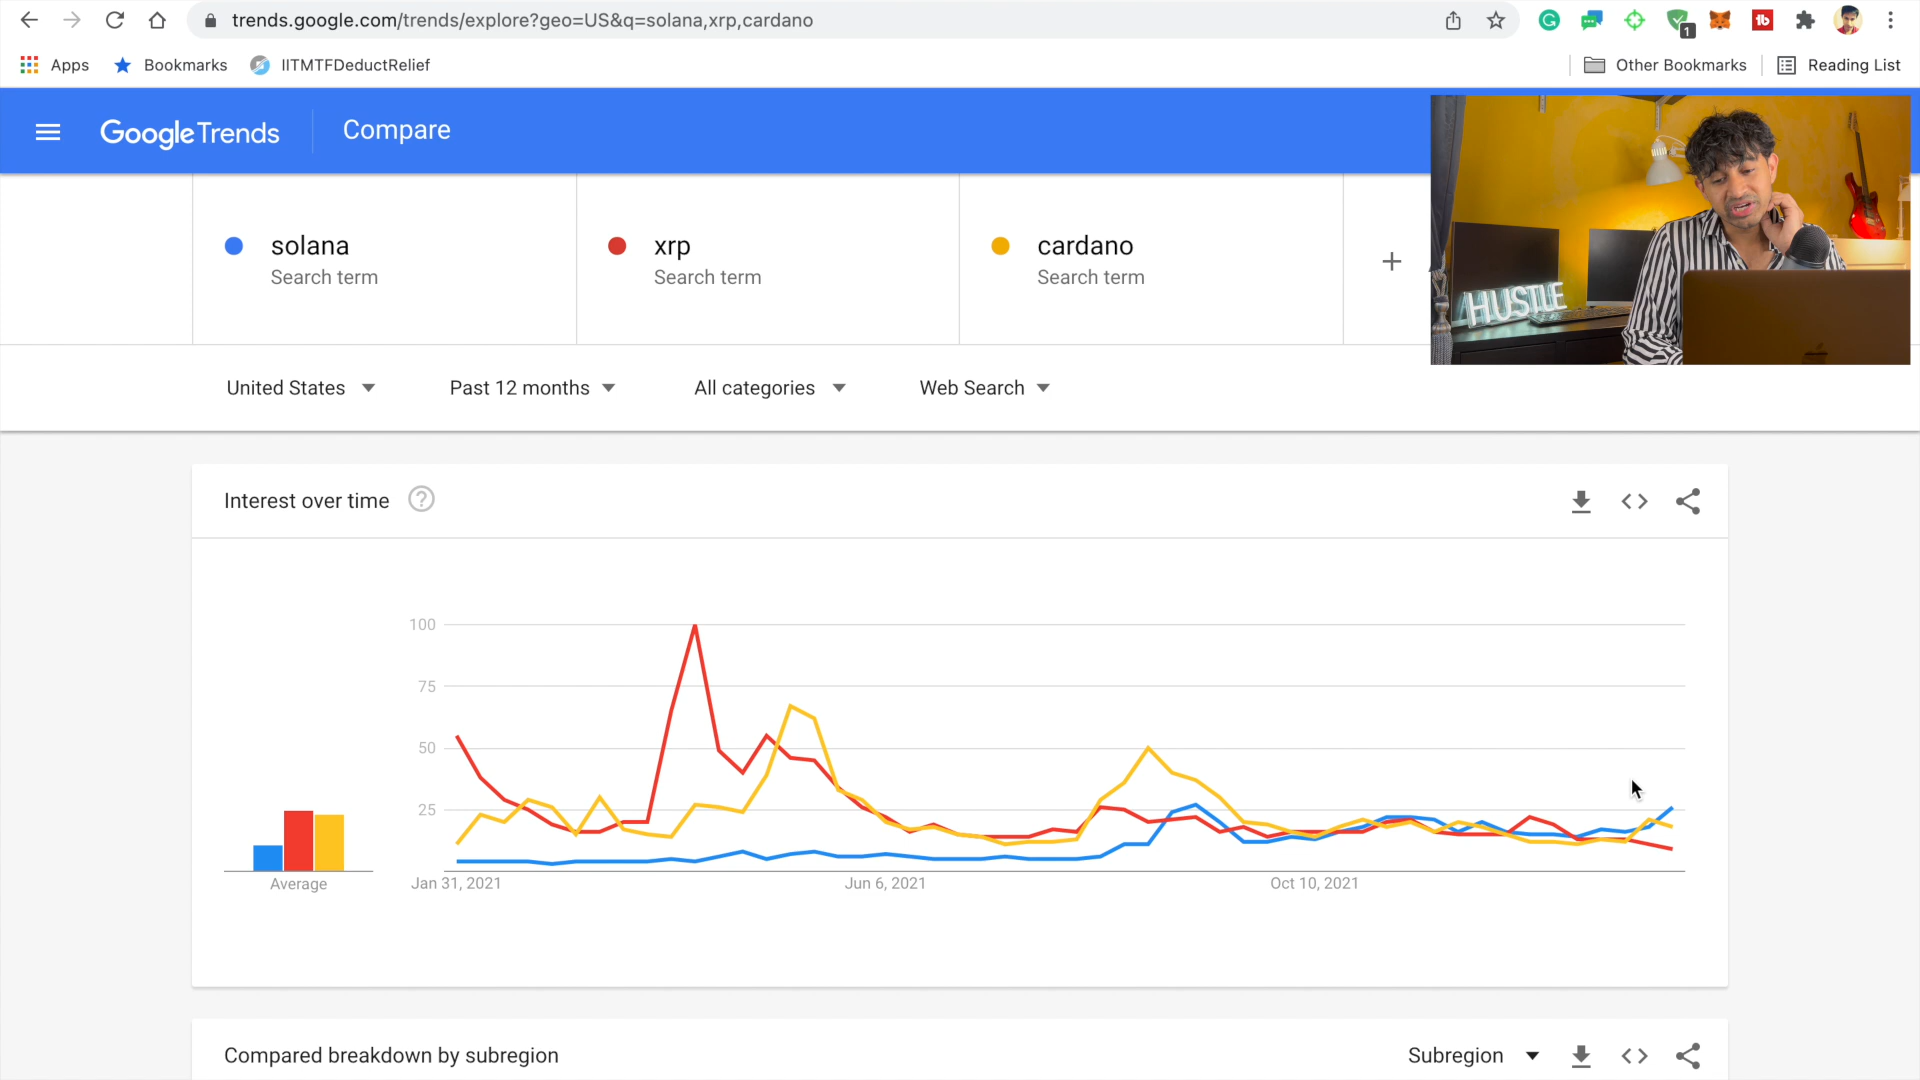 trends.google.com/trends/explore?geo=US&q=solana,xrp,cardano
1
Apps
Bookmarks
IITMTFDeductRelief
Other Bookmarks
Reading List
Google Trends
Compare
HUSTLE
solana
Search term
xrp
Search term
cardano
Search term
+
United States
Past 12 months
All categories
Web Search
Interest over time
?
100
75
50
25
Average
Jan 31, 2021
Jun 6, 2021
Oct 10, 2021
Compared breakdown by subregion
Subregion